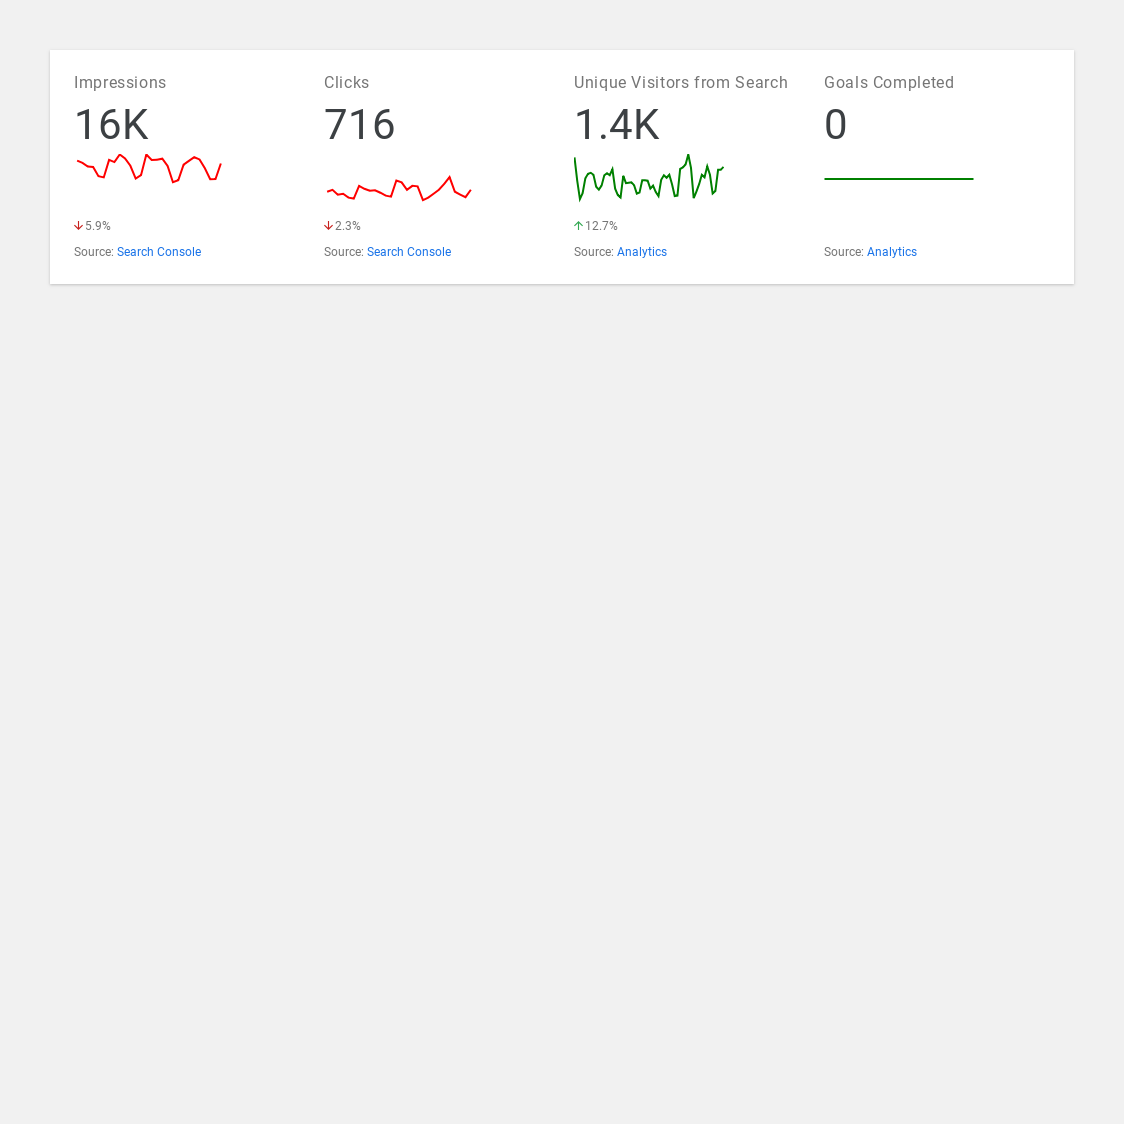 Impressions
16K
5.9%
Source: Search Console
Clicks
716
2.3%
Source: Search Console
Unique Visitors from Search
1.4K
12.7%
Source: Analytics
Goals Completed
0
Source: Analytics